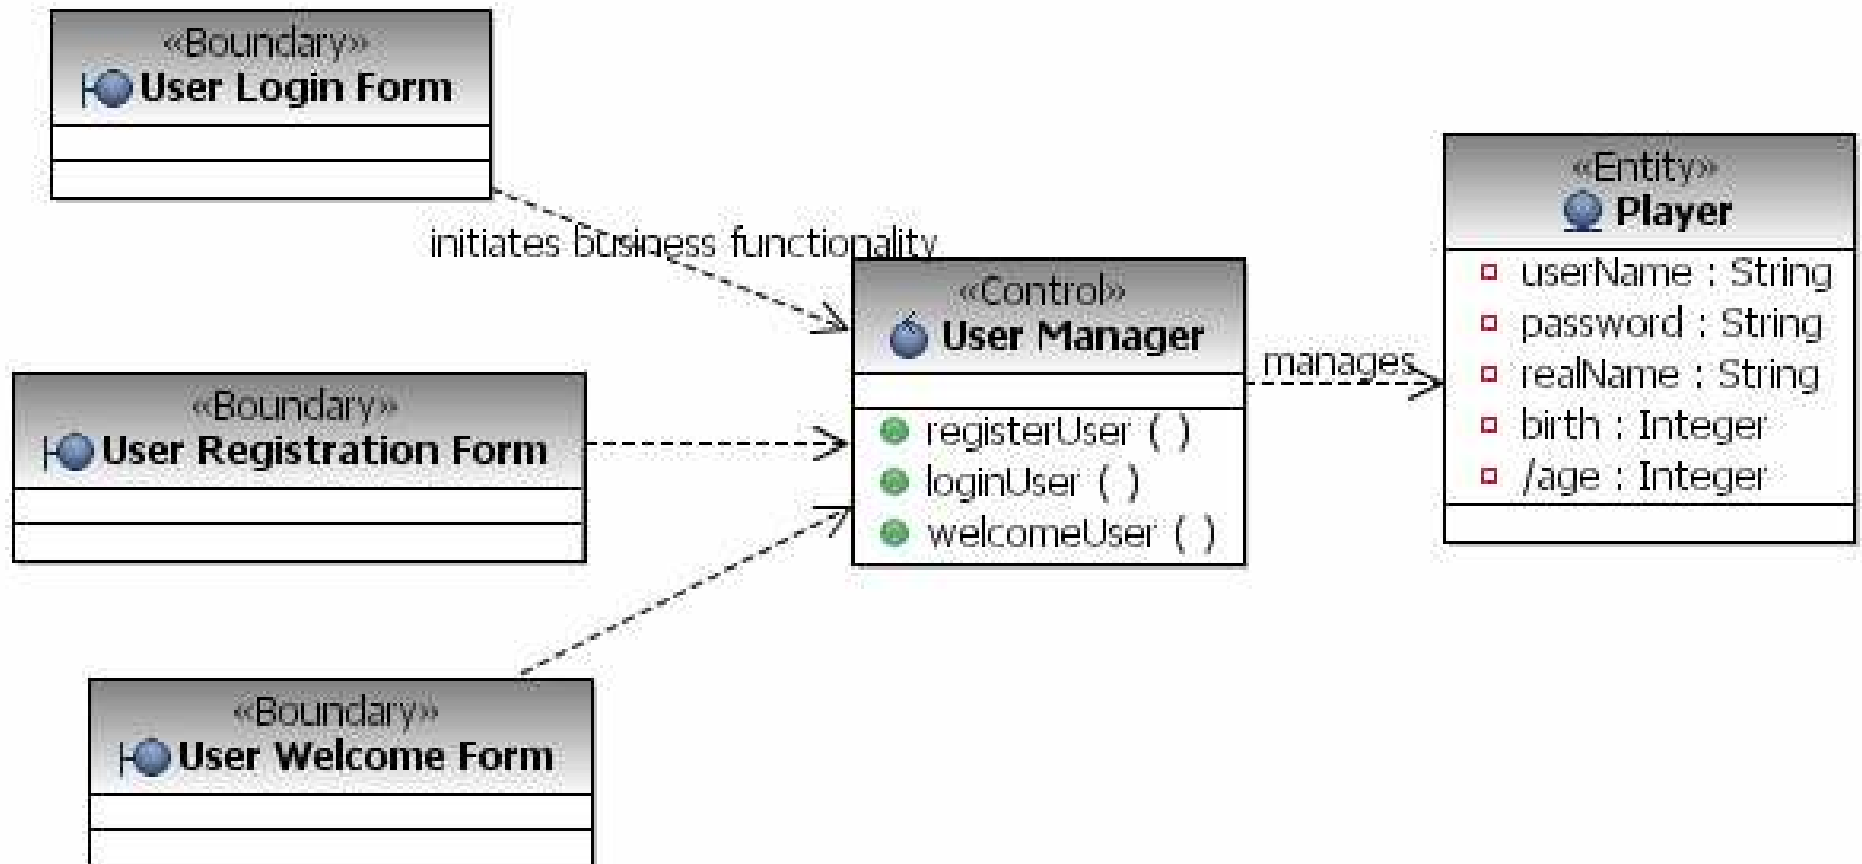 «Boundary»
User Login Form
initiates business functionality
«Boundary»
User Registration Form
«Boundary»
User Welcome Form
«Control»
User Manager
registerUser ( )
loginUser ( )
welcomeUser ( )
manages
«Entity»
Player
userName : String
password : String
realName : String
birth : Integer
/age : Integer